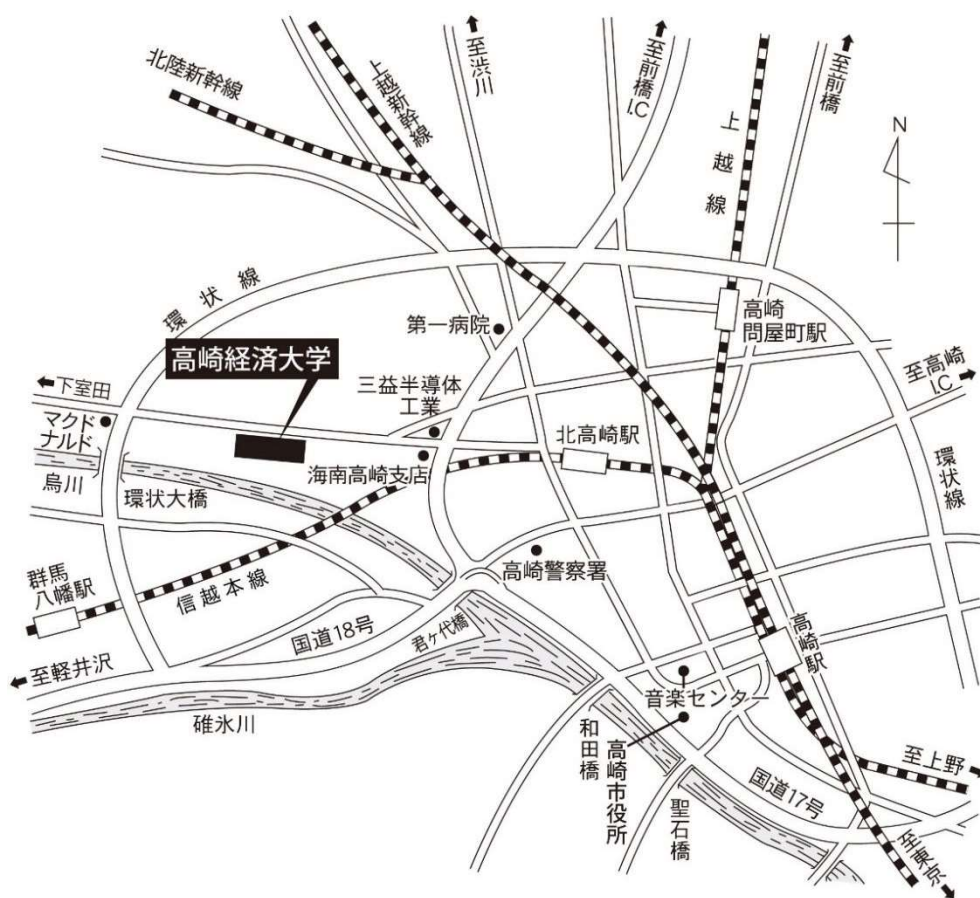 北陸新幹線
上越新幹線
至渋川
至前橋
I.C
上越線
至前橋
N
環状線
第一病院
高崎
問屋町駅
高崎経済大学
三益半導体
工業
至高崎
I.C
下室田
マクド
ナルド
北高崎駅
海南高崎支店
烏川
環状大橋
環状線
高崎警察署
群馬
八幡駅
信越本線
国道18号
君ヶ代橋
高崎駅
至軽井沢
碓氷川
音楽センター
和田橋
高崎市役所
聖石橋
国道17号
至上野
至東京